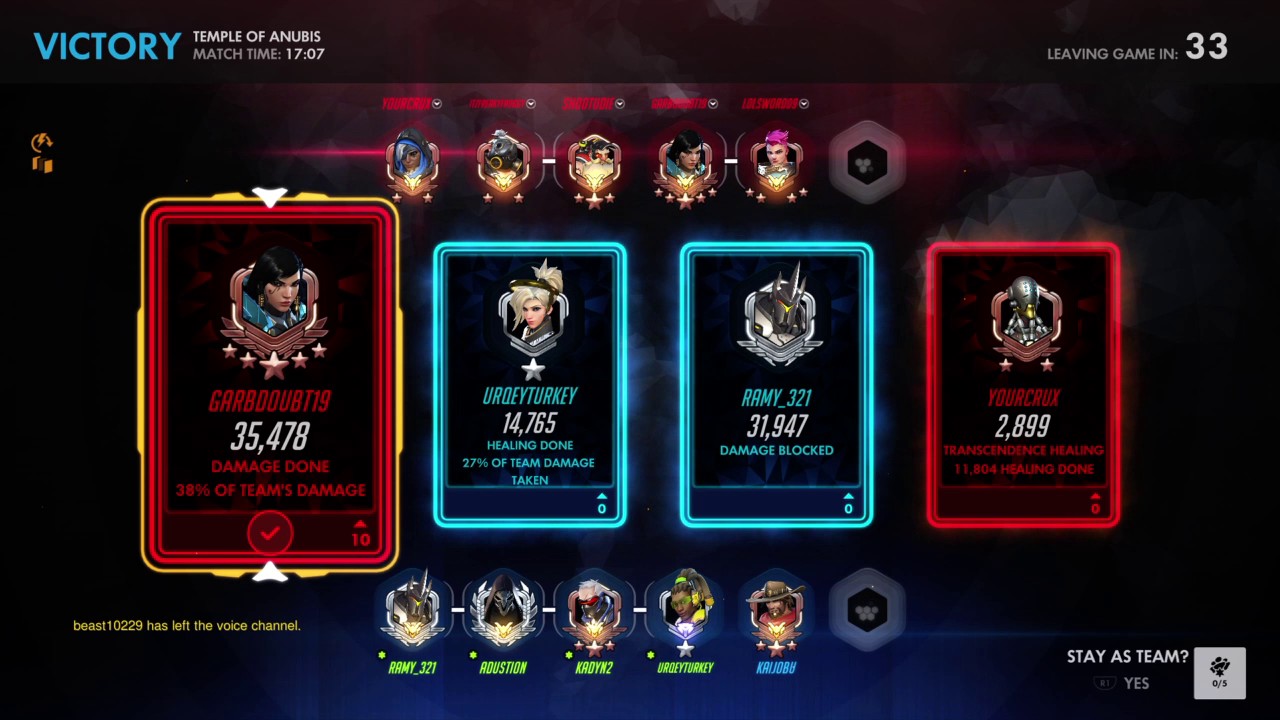 VICTORY
TEMPLE OF ANUBIS
MATCH TIME: 17:07
LEAVING GAME IN: 33
YOURCRUX
GARBDOUBT19
LOLSWORD09
GARBDOUBT19
35,478
DAMAGE DONE
38% OF TEAM'S DAMAGE
10
URQEYTURKEY
14,765
HEALING DONE
27% OF TEAM DAMAGE
TAKEN
0
RAMY_321
31,947
DAMAGE BLOCKED
0
YOURCRUX
2,899
TRANSCENDENCE HEALING
11,804 HEALING DONE
0
beast10229 has left the voice channel.
RAMY_321
ADUSTION
KADYN2
URQEYTURKEY
KAIJOBU
STAY AS TEAM?
R1 YES
0/5